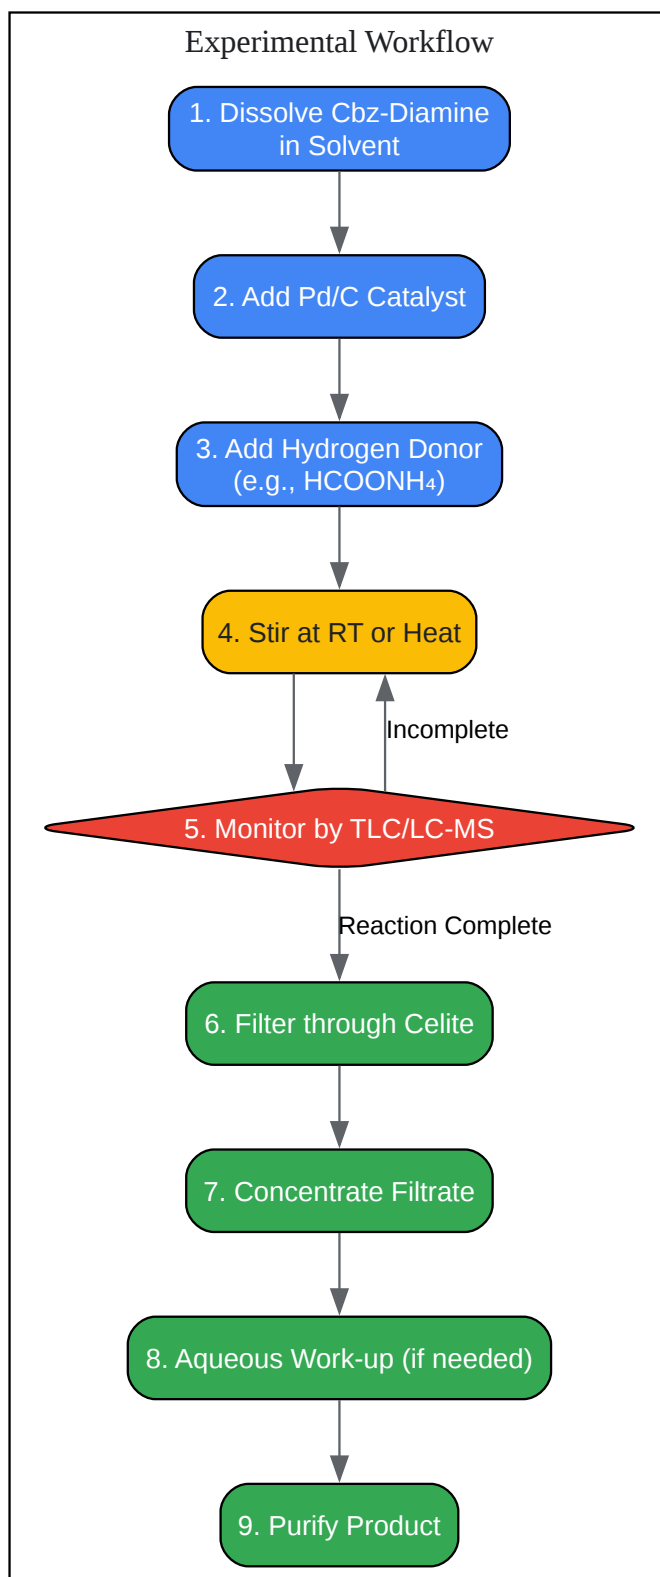 Experimental Workflow
1. Dissolve Cbz-Diamine
in Solvent
2. Add Pd/C Catalyst
3. Add Hydrogen Donor
(e.g., HCOONH₄)
4. Stir at RT or Heat
Incomplete
5. Monitor by TLC/LC-MS
Reaction Complete
6. Filter through Celite
7. Concentrate Filtrate
8. Aqueous Work-up (if needed)
9. Purify Product